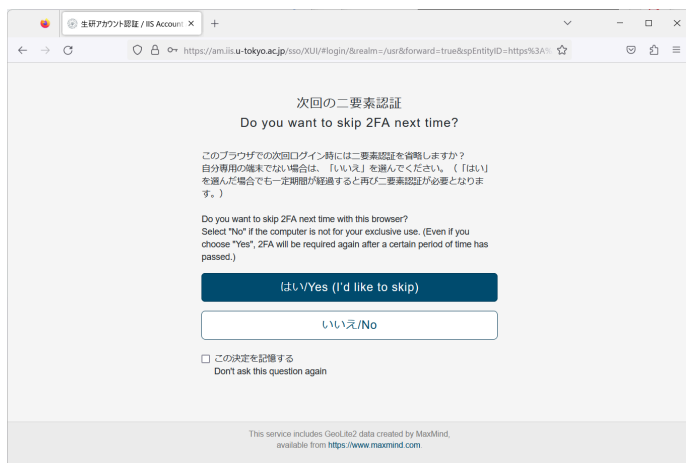 生研アカウント認証 / IIS Account
https://am.iis.u-tokyo.ac.jp/sso/XUI/#login/&realm=/usr&forward=true&spEntityID=https%3A%
次回の二要素認証
Do you want to skip 2FA next time?
このブラウザでの次回ログイン時には二要素認証を省略しますか？
自分専用の端末でない場合は、「いいえ」を選んでください。（「はい」
を選んだ場合でも一定期間が経過すると再び二要素認証が必要となりま
す。）
Do you want to skip 2FA next time with this browser?
Select "No" if the computer is not for your exclusive use. (Even if you
choose "Yes", 2FA will be required again after a certain period of time has
passed.)
はい/Yes (I'd like to skip)
いいえ/No
この決定を記憶する
Don't ask this question again
This service includes GeoLite2 data created by MaxMind,
available from https://www.maxmind.com.